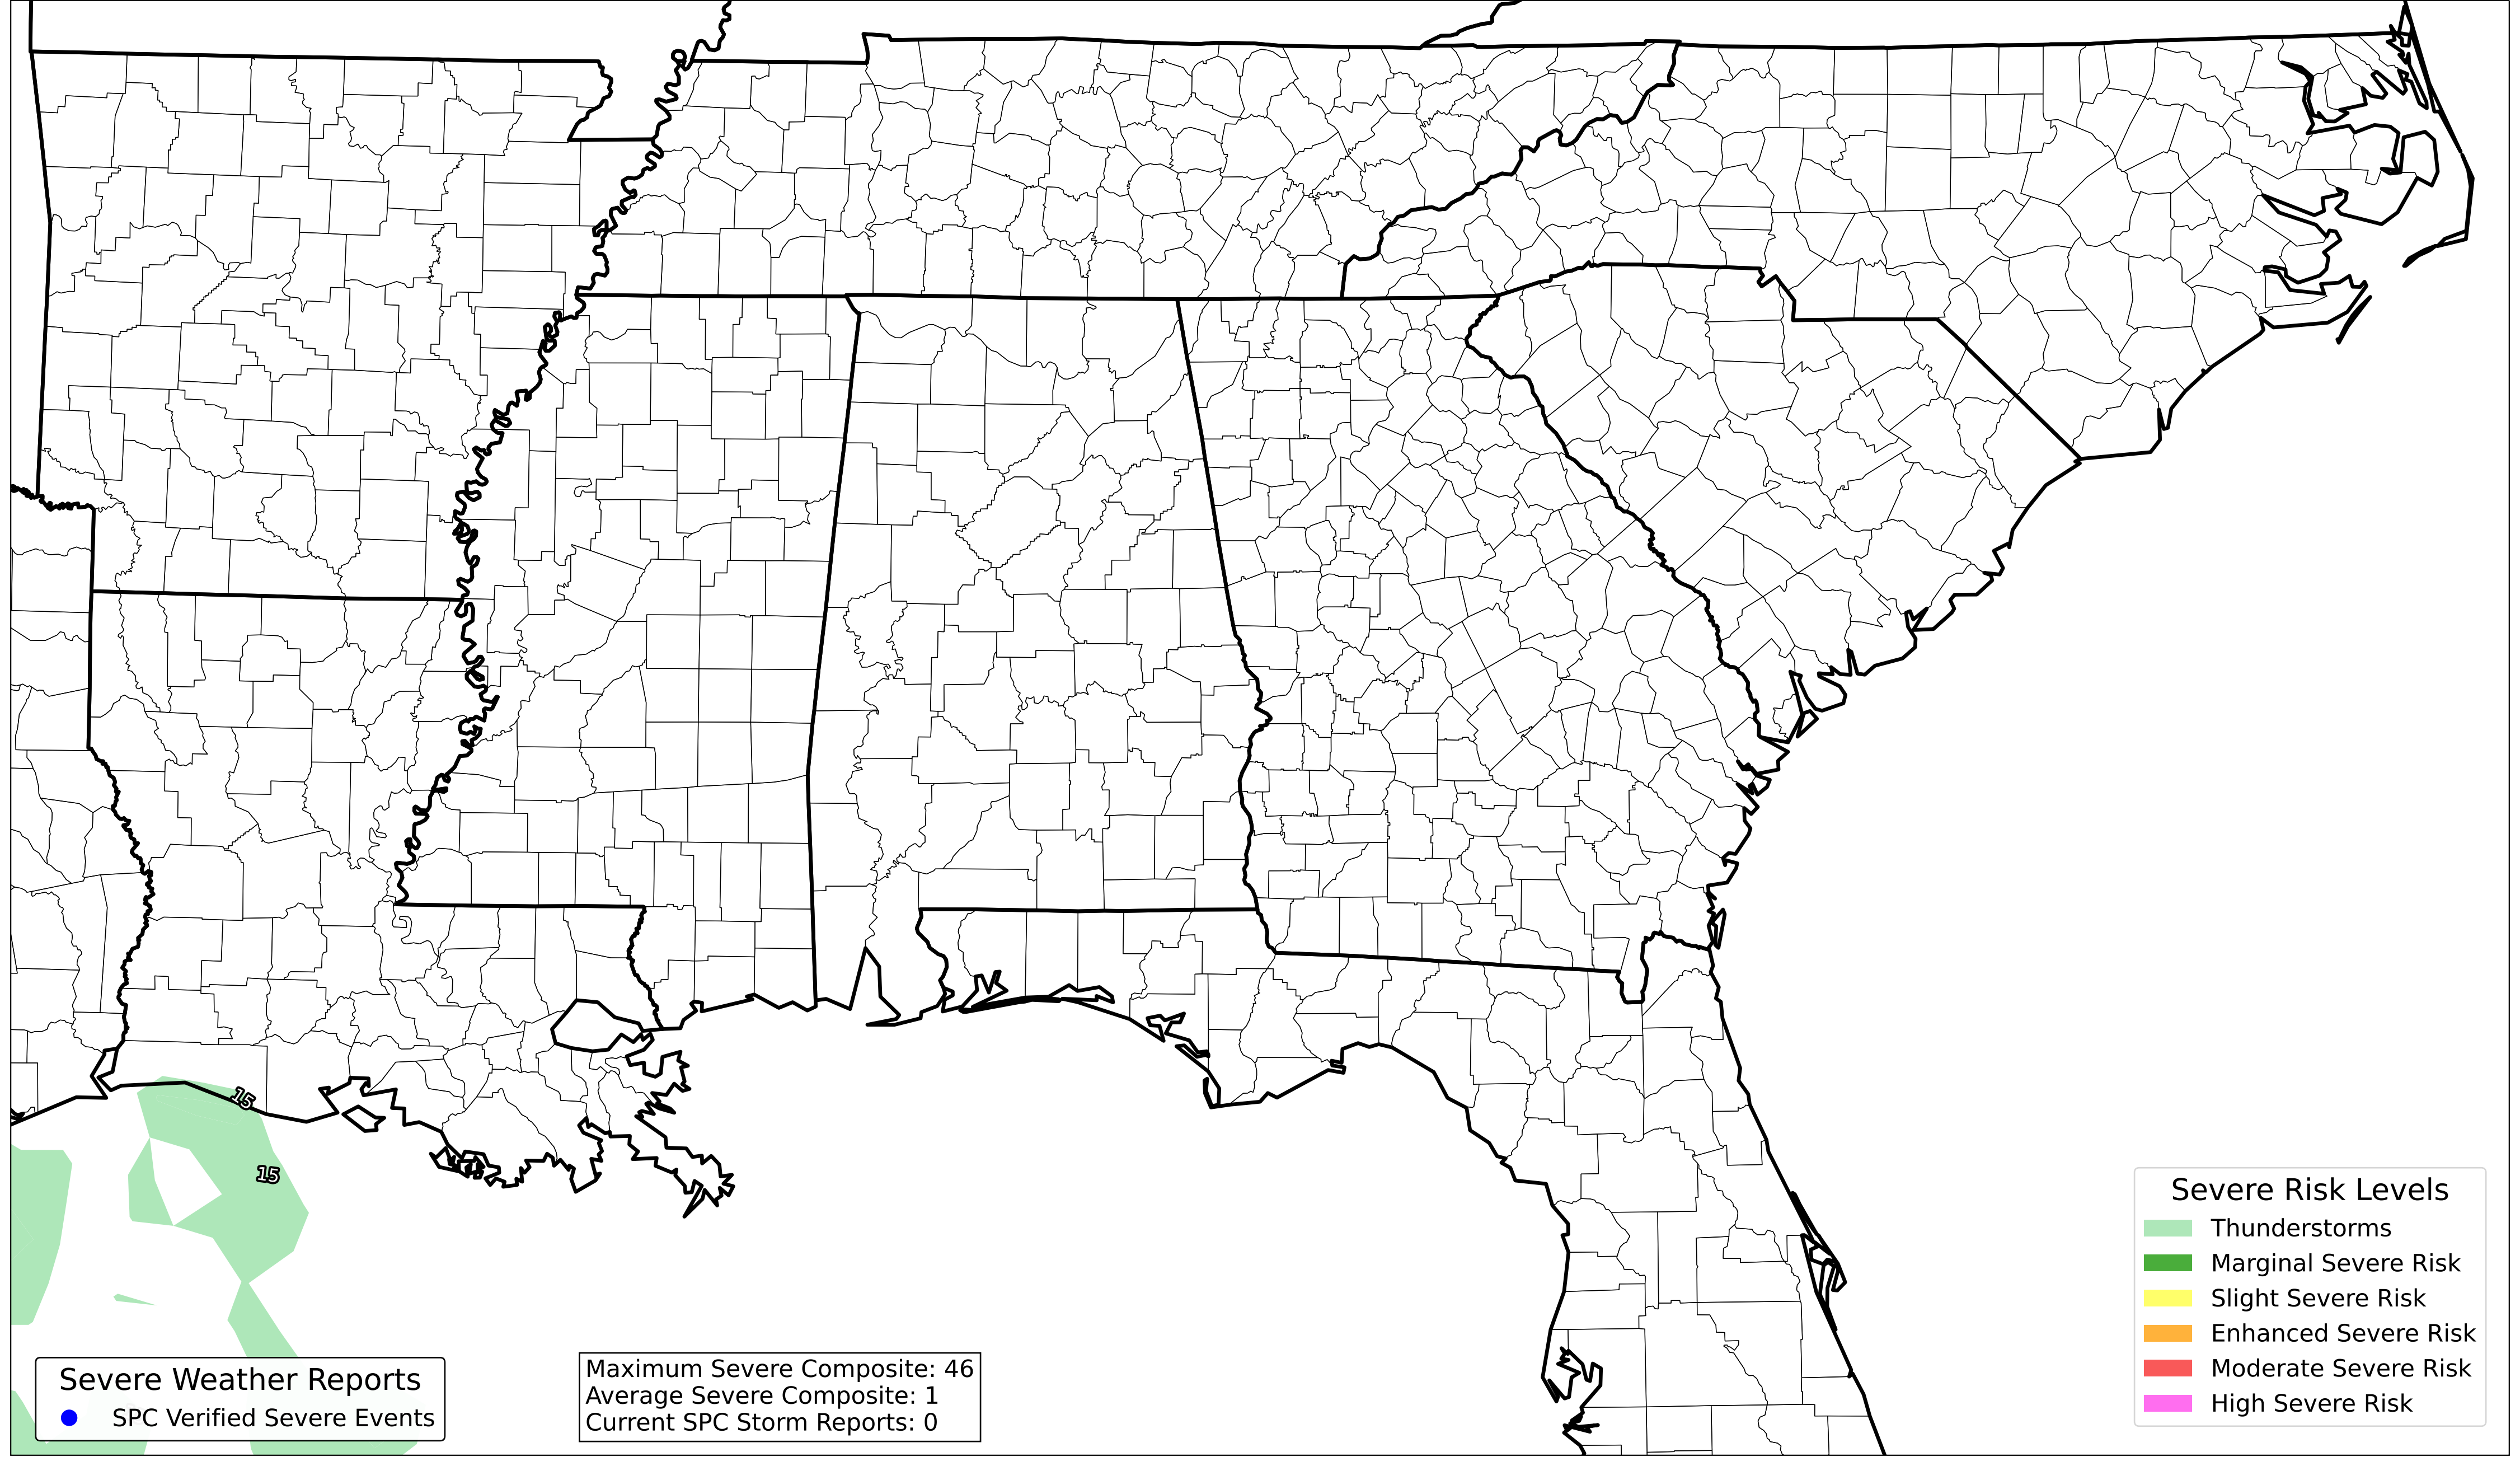 15
15
Severe Risk Levels
Thunderstorms
Marginal Severe Risk
Slight Severe Risk
Enhanced Severe Risk
Moderate Severe Risk
High Severe Risk
Severe Weather Reports
SPC Verified Severe Events
Maximum Severe Composite: 46
Average Severe Composite: 1
Current SPC Storm Reports: 0